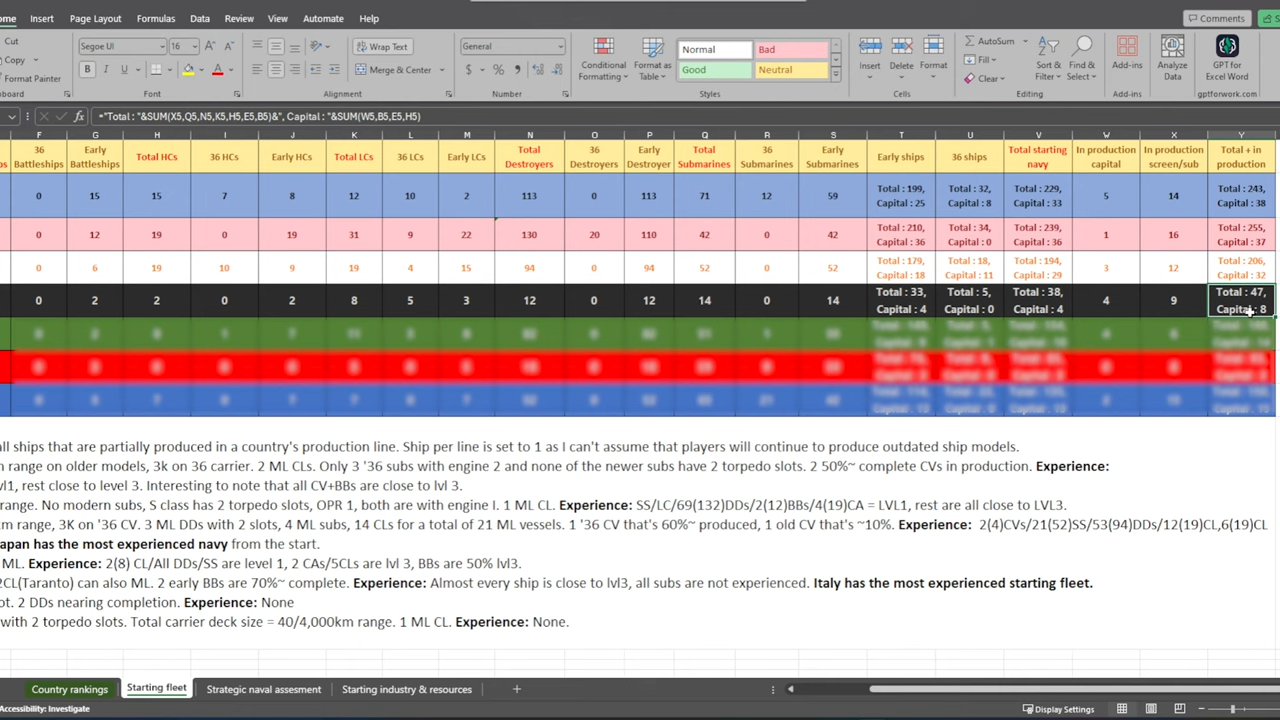 ome Insert Page Layout Formulas Data Review View Automate Help Comments S
Cut Segoe UI 16 A A Wrap Text General Normal Bad AutoSum
Copy Conditional Formatting Format as Table Good Neutral Insert Delete Format Fill Sort & Filter Find & Select Add-ins Analyze Data GPT for Excel Word
Format Painter B I U A Merge & Center $ % Clear gptforwork.com
Font Alignment Number Styles Cells Editing Add-ins
fx ="Total : "&SUM(X5,Q5,N5,K5,H5,E5,B5)&", Capital : "&SUM(W5,B5,E5,H5)
F G H I J K L M N O P Q R S T U V W X Y
ps 36 Battleships Early Battleships Total HCs 36 HCs Early HCs Total LCs 36 LCs Early LCs Total Destroyers 36 Destroyers Early Destroyer Total Submarines 36 Submarines Early Submarines Early ships 36 ships Total starting navy In production capital In production screen/sub Total + in production
0 15 15 7 8 12 10 2 113 0 113 71 12 59 Total : 199, Capital : 25 Total : 32, Capital : 8 Total : 229, Capital : 33 5 14 Total : 243, Capital : 38
0 12 19 0 19 31 9 22 130 20 110 42 0 42 Total : 210, Capital : 36 Total : 34, Capital : 0 Total : 239, Capital : 36 1 16 Total : 255, Capital : 37
0 6 19 10 9 19 4 15 94 0 94 52 0 52 Total : 179, Capital : 18 Total : 18, Capital : 11 Total : 194, Capital : 29 3 12 Total : 206, Capital : 32
0 2 2 0 2 8 5 3 12 0 12 14 0 14 Total : 33, Capital : 4 Total : 5, Capital : 0 Total : 38, Capital : 4 4 9 Total : 47, Capital : 8
all ships that are partially produced in a country's production line. Ship per line is set to 1 as I can't assume that players will continue to produce outdated ship models.
n range on older models, 3k on 36 carrier. 2 ML CLs. Only 3 '36 subs with engine 2 and none of the newer subs have 2 torpedo slots. 2 50%~ complete CVs in production. Experience:
vl1, rest close to level 3. Interesting to note that all CV+BBs are close to lvl 3.
range. No modern subs, S class has 2 torpedo slots, OPR 1, both are with engine I. 1 ML CL. Experience: SS/LC/69(132)DDs/2(12)BBs/4(19)CA = LVL1, rest are all close to LVL3.
km range, 3K on '36 CV. 3 ML DDs with 2 slots, 4 ML subs, 14 CLs for a total of 21 ML vessels. 1 '36 CV that's 60%~ produced, 1 old CV that's ~10%. Experience: 2(4)CVs/21(52)SS/53(94)DDs/12(19)CL,6(19)CL
apan has the most experienced navy from the start.
ML. Experience: 2(8) CL/All DDs/SS are level 1, 2 CAs/5CLs are lvl 3, BBs are 50% lvl3.
2CL(Taranto) can also ML. 2 early BBs are 70%~ complete. Experience: Almost every ship is close to lvl3, all subs are not experienced. Italy has the most experienced starting fleet.
ot. 2 DDs nearing completion. Experience: None
with 2 torpedo slots. Total carrier deck size = 40/4,000km range. 1 ML CL. Experience: None.
Country rankings Starting fleet Strategic naval assesment Starting industry & resources +
Accessibility: Investigate Display Settings